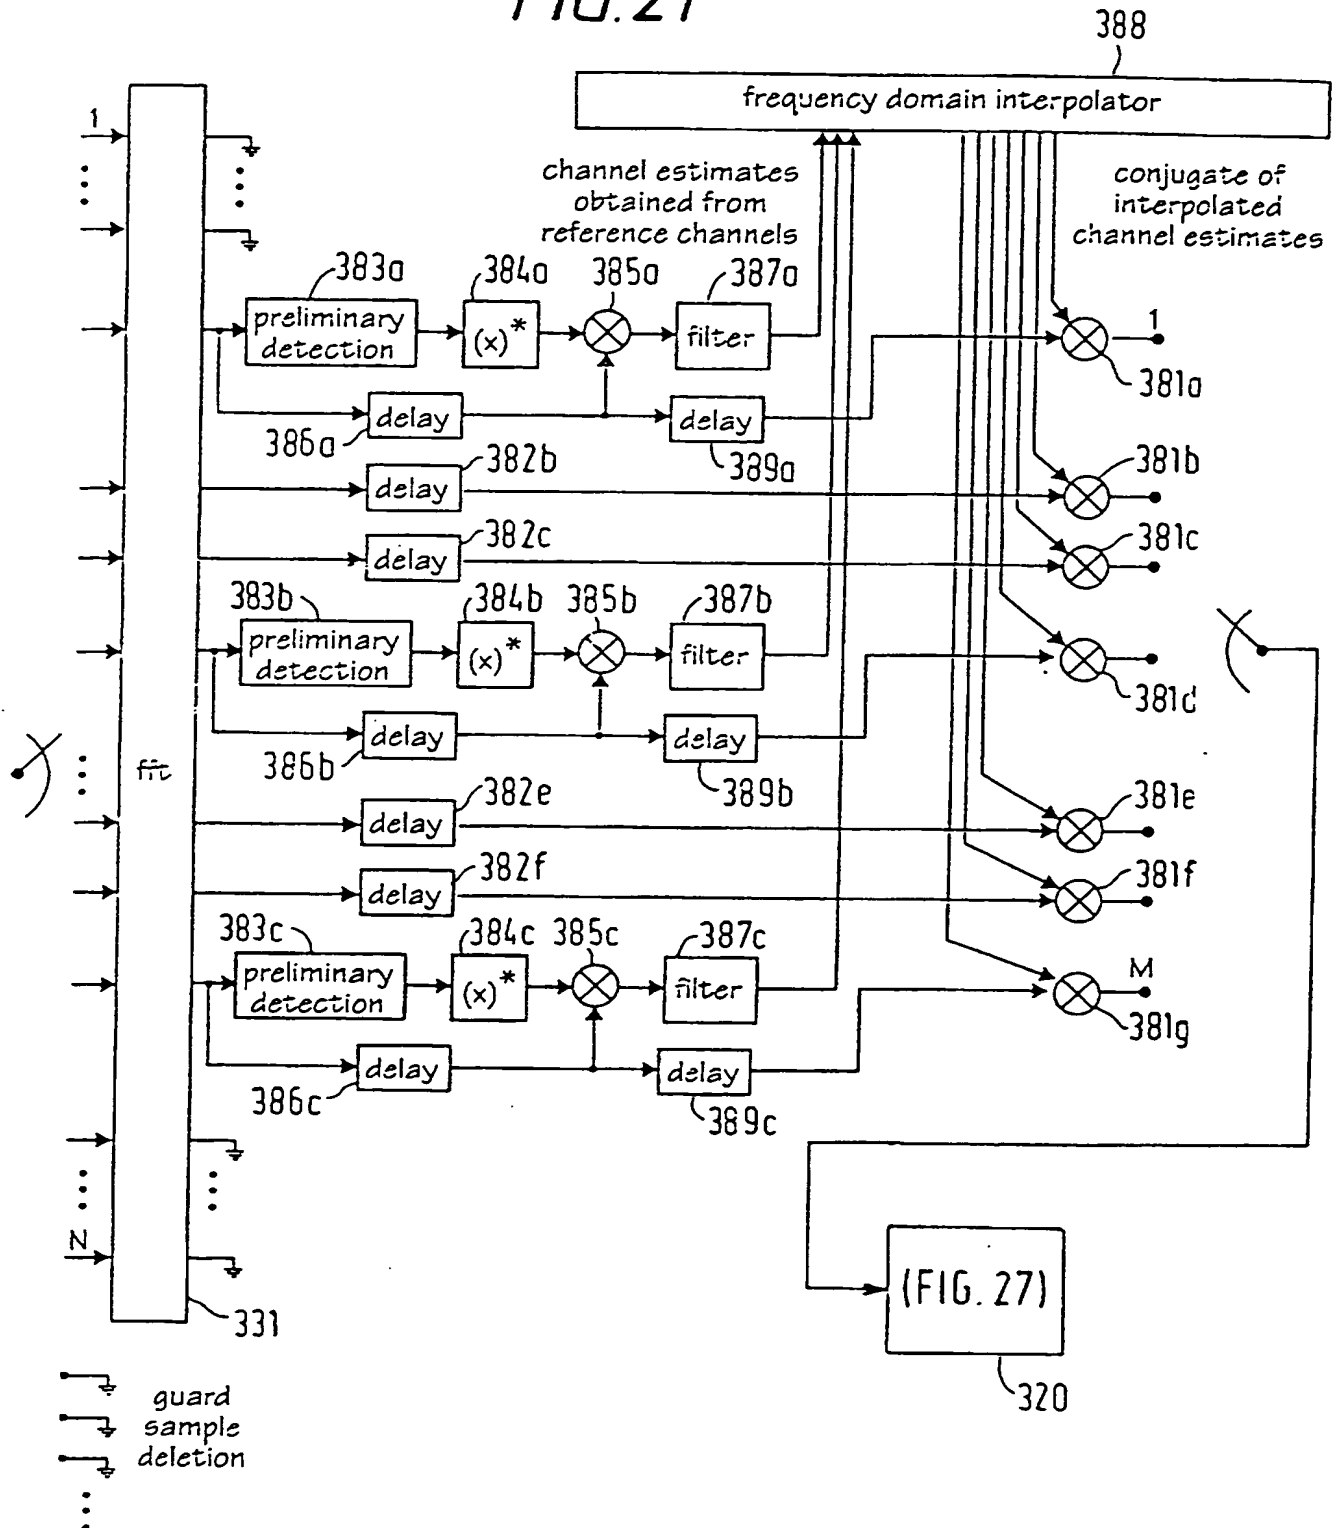 FIG. 21
388
frequency domain interpolator
1
channel estimates
obtained from
reference channels
conjugate of
interpolated
channel estimates
383a
384a
385a
387a
preliminary
detection
(x)*
filter
1
381a
delay
386a
delay
389a
382b
delay
381b
382c
delay
381c
383b
384b
385b
387b
preliminary
detection
(x)*
filter
381d
delay
386b
delay
389b
fft
382e
delay
381e
382f
delay
381f
383c
384c
385c
387c
preliminary
detection
(x)*
filter
M
381g
delay
386c
delay
389c
N
331
(FIG. 27)
320
guard
sample
deletion